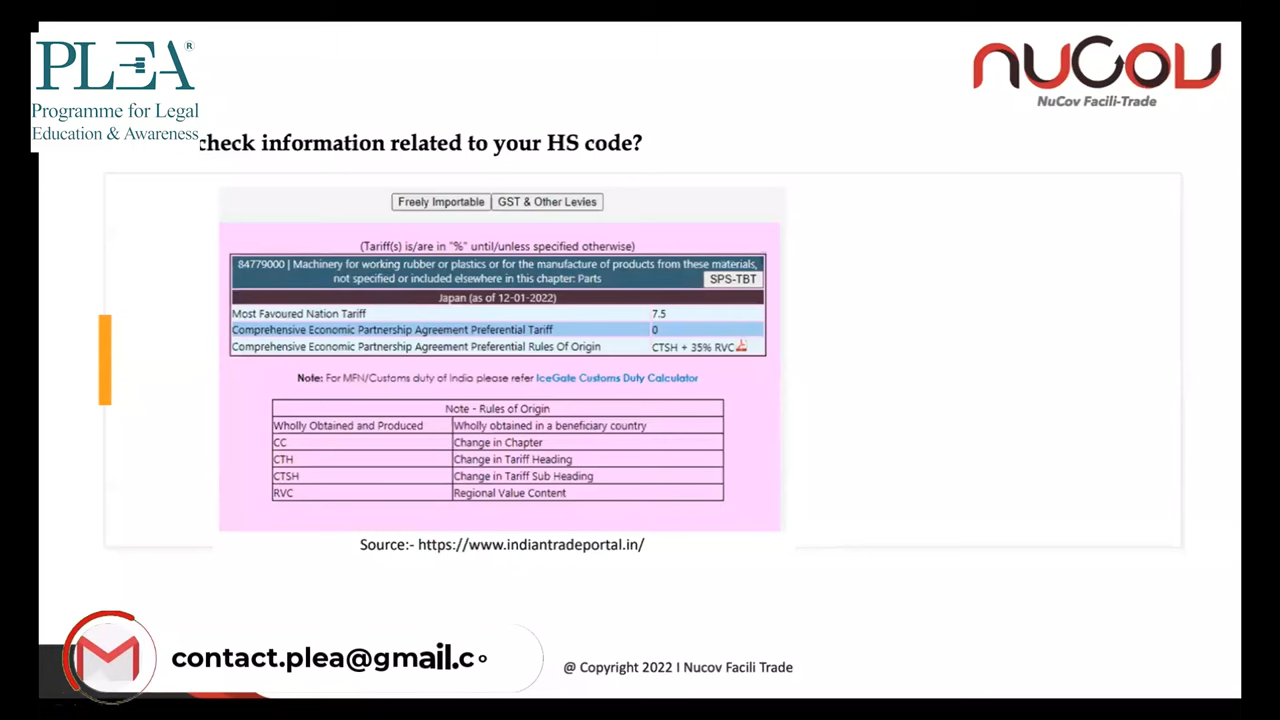 PLEA®
Programme for Legal
Education & Awareness
nuCov
NuCov Facili-Trade
check information related to your HS code?
Freely Importable GST & Other Levies
(Tariff(s) is/are in "%" until/unless specified otherwise)
84779000 | Machinery for working rubber or plastics or for the manufacture of products from these materials,
not specified or included elsewhere in this chapter: Parts
SPS-TBT
Japan (as of 12-01-2022)
Most Favoured Nation Tariff 7.5
Comprehensive Economic Partnership Agreement Preferential Tariff 0
Comprehensive Economic Partnership Agreement Preferential Rules Of Origin CTSH + 35% RVC
Note: For MFN/Customs duty of India please refer IceGate Customs Duty Calculator
Note - Rules of Origin
Wholly Obtained and Produced Wholly obtained in a beneficiary country
CC Change in Chapter
CTH Change in Tariff Heading
CTSH Change in Tariff Sub Heading
RVC Regional Value Content
Source:- https://www.indiantradeportal.in/
contact.plea@gmail.co
@ Copyright 2022 I Nucov Facili Trade